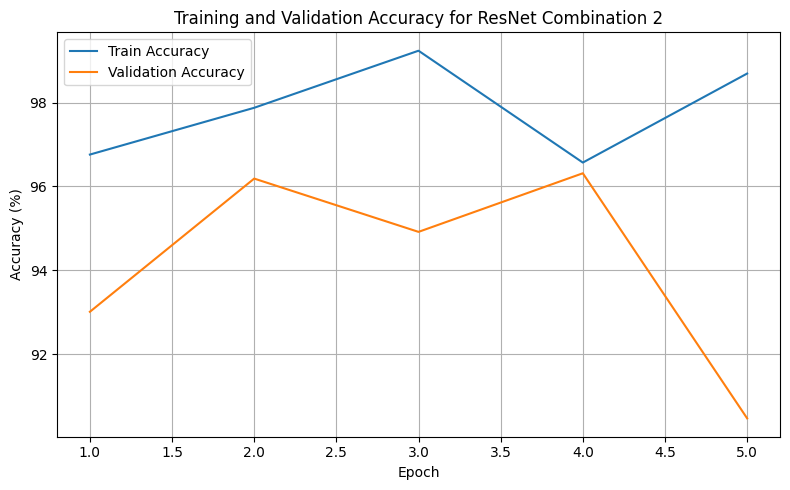 Training and Validation Accuracy for ResNet Combination 2
Train Accuracy
Validation Accuracy
Accuracy (%)
98
96
94
92
1.0 1.5 2.0 2.5 3.0 3.5 4.0 4.5 5.0
Epoch